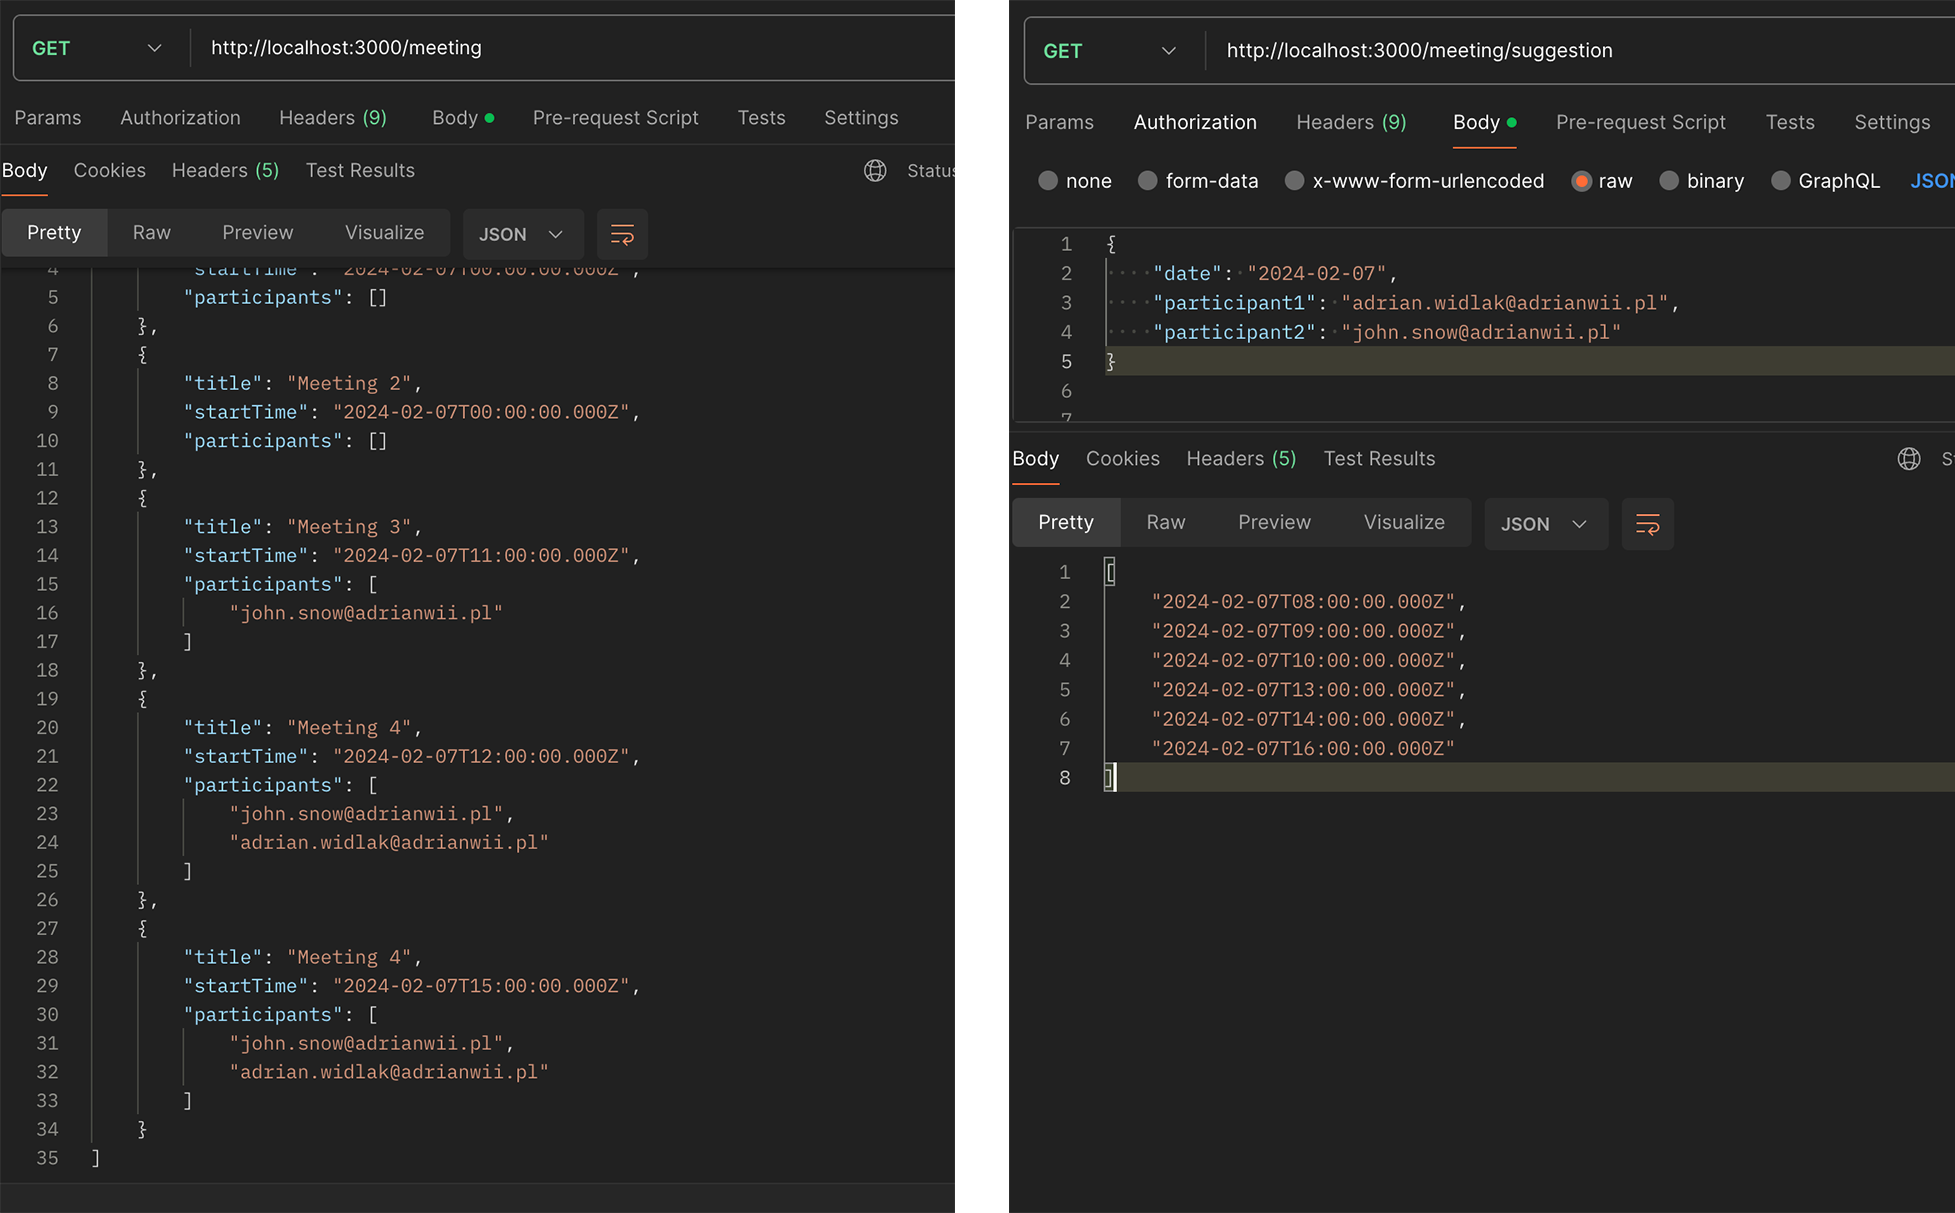 GET http://localhost:3000/meeting
Params Authorization Headers (9) Body Pre-request Script Tests Settings
Body Cookies Headers (5) Test Results Status
Pretty Raw Preview Visualize JSON
4 "startTime": "2024-02-07T00:00:00.000Z",
5 "participants": []
6 },
7 {
8 "title": "Meeting 2",
9 "startTime": "2024-02-07T00:00:00.000Z",
10 "participants": []
11 },
12 {
13 "title": "Meeting 3",
14 "startTime": "2024-02-07T11:00:00.000Z",
15 "participants": [
16 "john.snow@adrianwii.pl"
17 ]
18 },
19 {
20 "title": "Meeting 4",
21 "startTime": "2024-02-07T12:00:00.000Z",
22 "participants": [
23 "john.snow@adrianwii.pl",
24 "adrian.widlak@adrianwii.pl"
25 ]
26 },
27 {
28 "title": "Meeting 4",
29 "startTime": "2024-02-07T15:00:00.000Z",
30 "participants": [
31 "john.snow@adrianwii.pl",
32 "adrian.widlak@adrianwii.pl"
33 ]
34 }
35 ]
GET http://localhost:3000/meeting/suggestion
Params Authorization Headers (9) Body Pre-request Script Tests Settings
none form-data x-www-form-urlencoded raw binary GraphQL JSON
1 {
2 "date": "2024-02-07",
3 "participant1": "adrian.widlak@adrianwii.pl",
4 "participant2": "john.snow@adrianwii.pl"
5 }
6
7
Body Cookies Headers (5) Test Results
Pretty Raw Preview Visualize JSON
1 [
2 "2024-02-07T08:00:00.000Z",
3 "2024-02-07T09:00:00.000Z",
4 "2024-02-07T10:00:00.000Z",
5 "2024-02-07T13:00:00.000Z",
6 "2024-02-07T14:00:00.000Z",
7 "2024-02-07T16:00:00.000Z"
8 ]